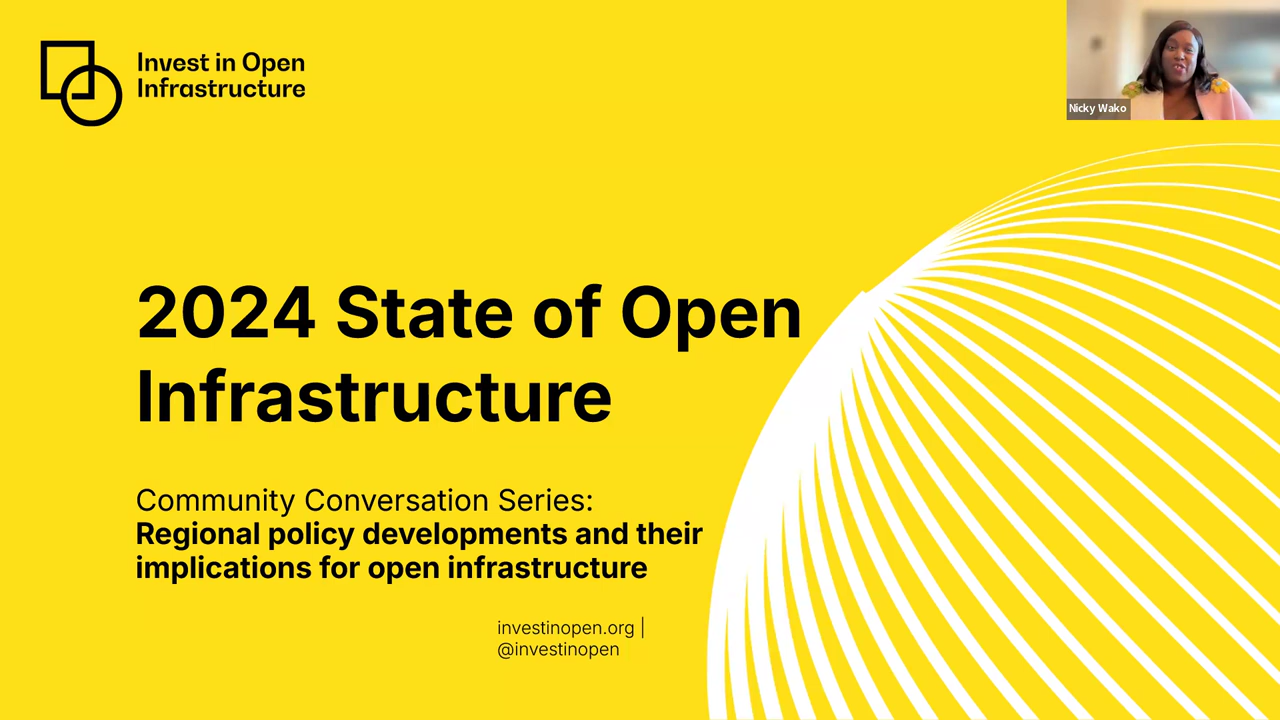 Invest in Open
Infrastructure
Nicky Wako
2024 State of Open
Infrastructure
Community Conversation Series:
Regional policy developments and their
implications for open infrastructure
investinopen.org |
@investinopen